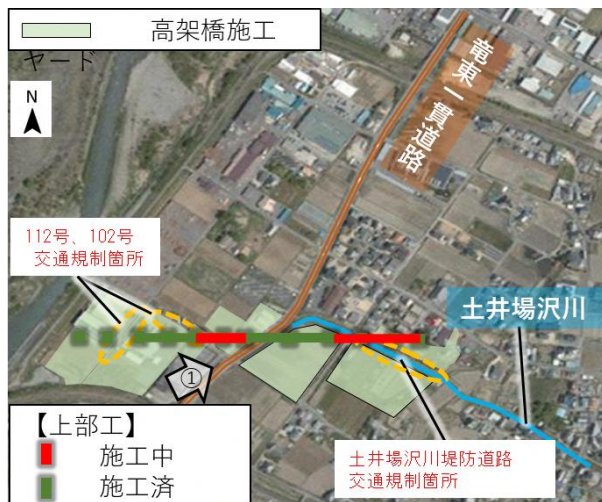 高架橋施工
ヤード
N
竜東一貫道路
112号、102号
交通規制箇所
土井場沢川
①
【上部工】
施工中
施工済
土井場沢川堤防道路
交通規制箇所